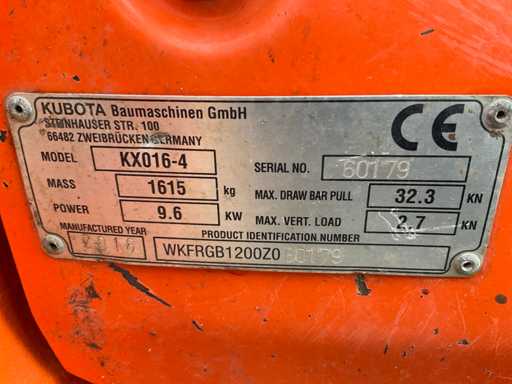 KUBOTA Baumaschinen GmbH
STEINHAUSER STR. 100
66482 ZWEIBRÜCKEN GERMANY
CE
MODEL KX016-4
SERIAL NO. 60179
MASS 1615 kg
MAX. DRAW BAR PULL 32.3 KN
POWER 9.6 KW
MAX. VERT. LOAD 2.7 KN
MANUFACTURED YEAR
PRODUCT IDENTIFICATION NUMBER
2016
WKFRGB1200Z060179